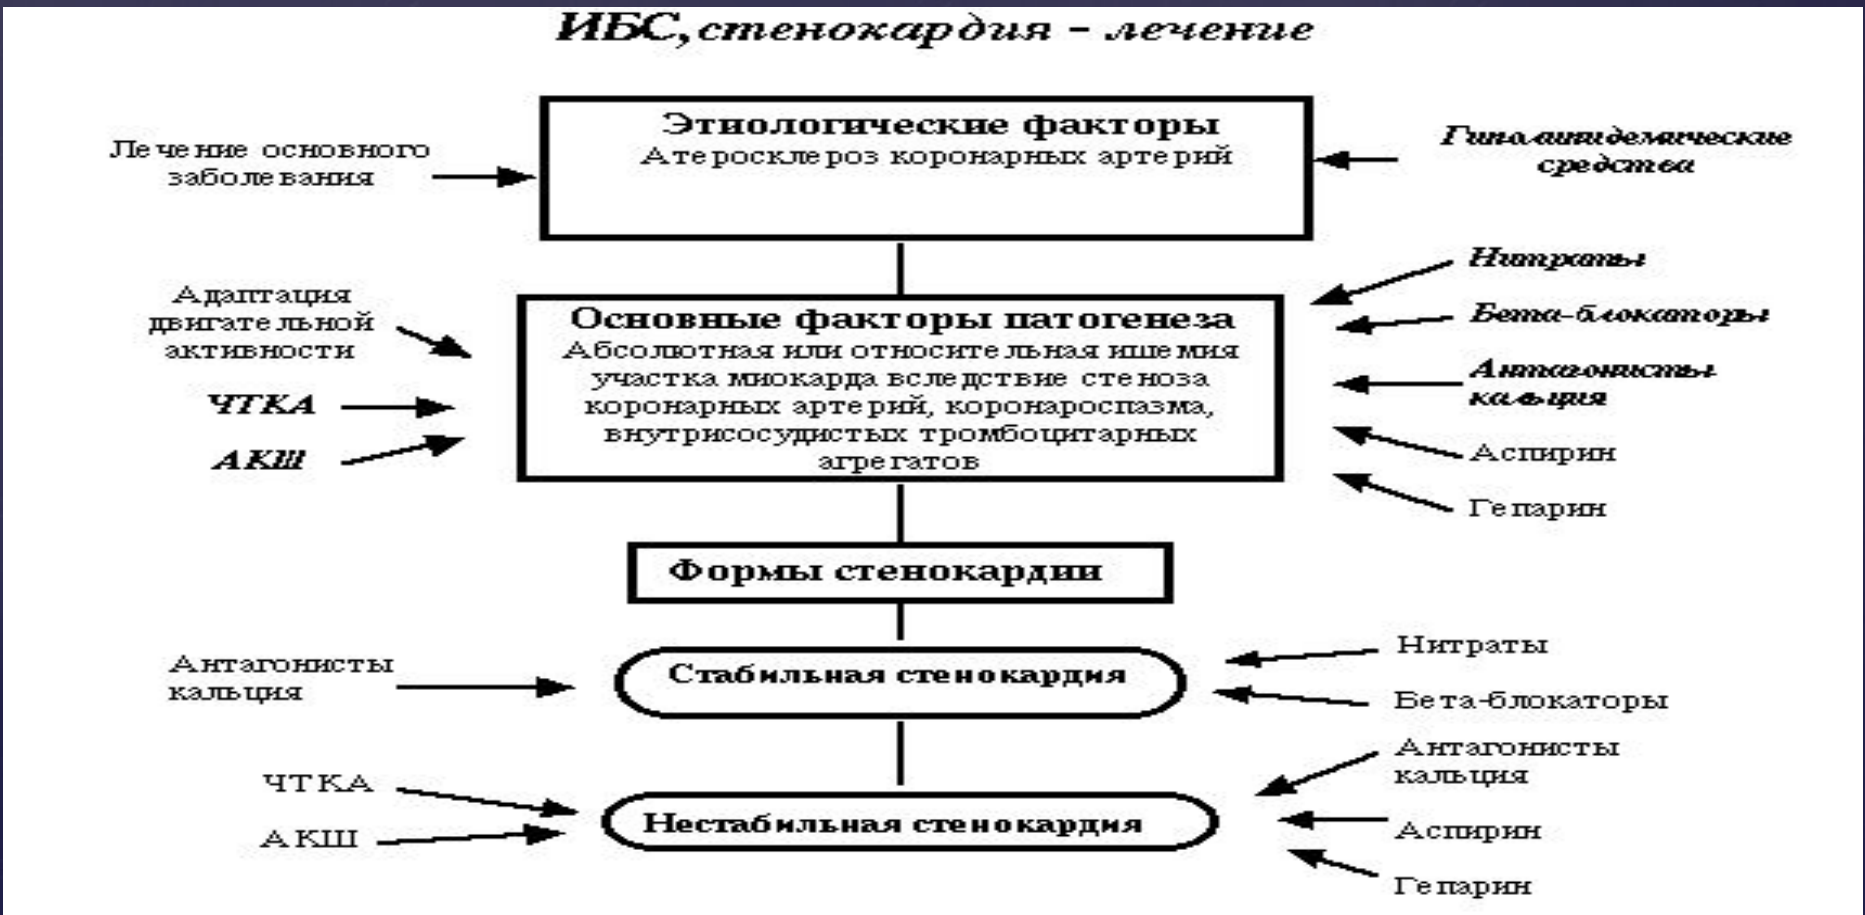 ИБС, стенокардия - лечение
Этиологические факторы
Атеросклероз коронарных артерий
Лечение основного
заболевания
Гиполипидемические
средства
Адаптация
двигательной
активности
ЧТКА
АКШ
Основные факторы патогенеза
Абсолютная или относительная ишемия
участка миокарда вследствие стеноза
коронарных артерий, коронароспазма,
внутрисосудистых тромбоцитарных
агрегатов
Нитраты
Бета-блокаторы
Антагонисты
кальция
Аспирин
Гепарин
Формы стенокардии
Антагонисты
кальция
Стабильная стенокардия
Нитраты
Бета-блокаторы
ЧТКА
АКШ
Нестабильная стенокардия
Антагонисты
кальция
Аспирин
Гепарин